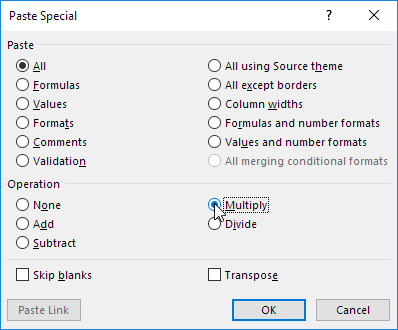 Paste Special
Paste
All
All using Source theme
Formulas
All except borders
Values
Column widths
Formats
Formulas and number formats
Comments
Values and number formats
Validation
All merging conditional formats
Operation
None
Multiply
Add
Divide
Subtract
Skip blanks
Transpose
Paste Link
OK
Cancel